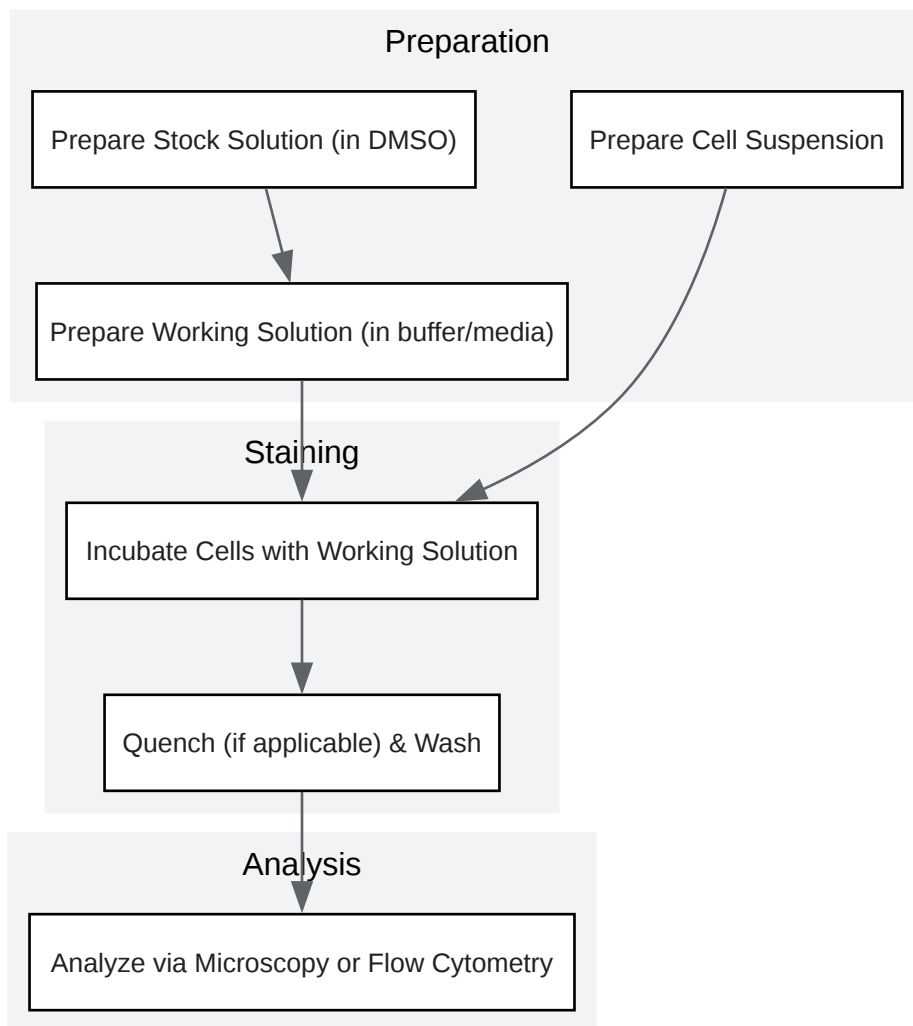 Preparation
Prepare Stock Solution (in DMSO)
Prepare Cell Suspension
Prepare Working Solution (in buffer/media)
Staining
Incubate Cells with Working Solution
Quench (if applicable) & Wash
Analysis
Analyze via Microscopy or Flow Cytometry